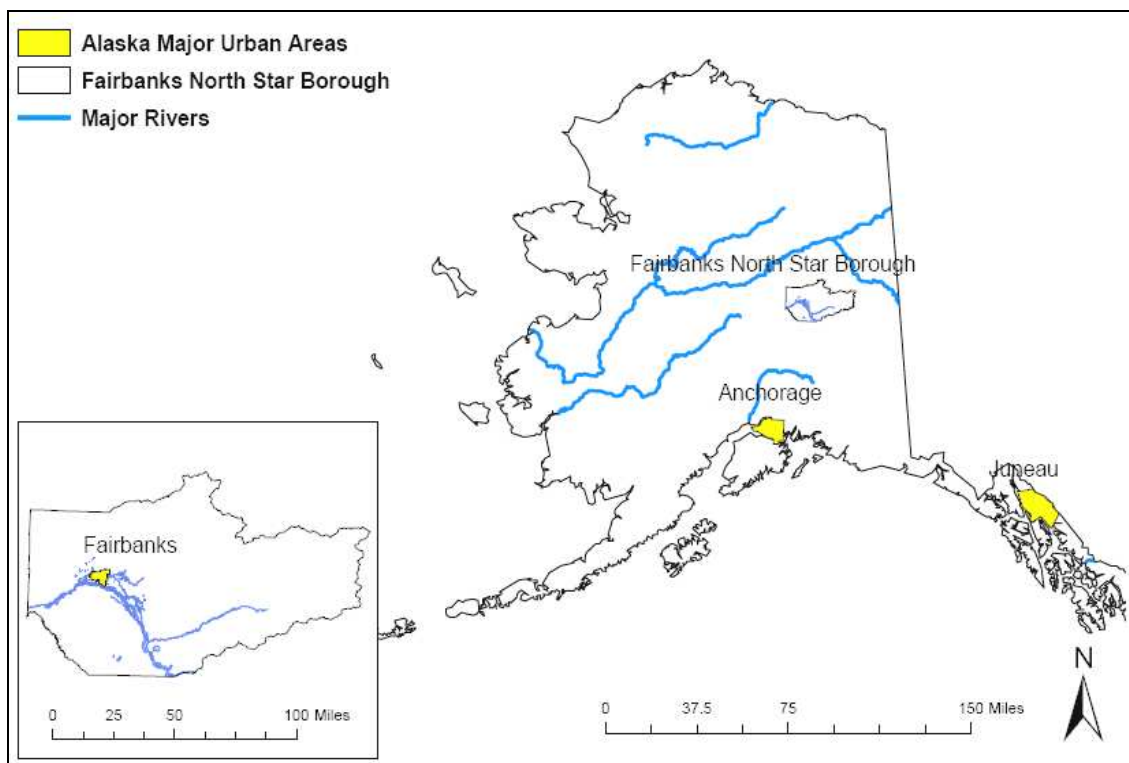 Alaska Major Urban Areas
Fairbanks North Star Borough
Major Rivers
Fairbanks North Star Borough
Anchorage
Juneau
Fairbanks
N
0 25 50 100 Miles
0 37.5 75 150 Miles